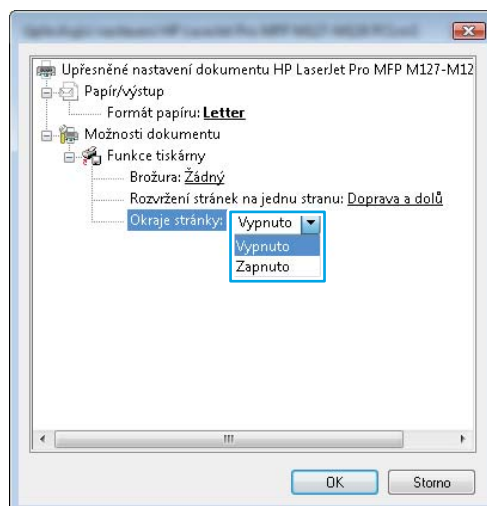 Upřesněné nastavení dokumentu HP LaserJet Pro MFP M127-M12
Papír/výstup
Formát papíru: Letter
Možnosti dokumentu
Funkce tiskárny
Brožura: Žádný
Rozvržení stránek na jednu stranu: Doprava a dolů
Okraje stránky: Vypnuto
Vypnuto
Zapnuto
OK Storno